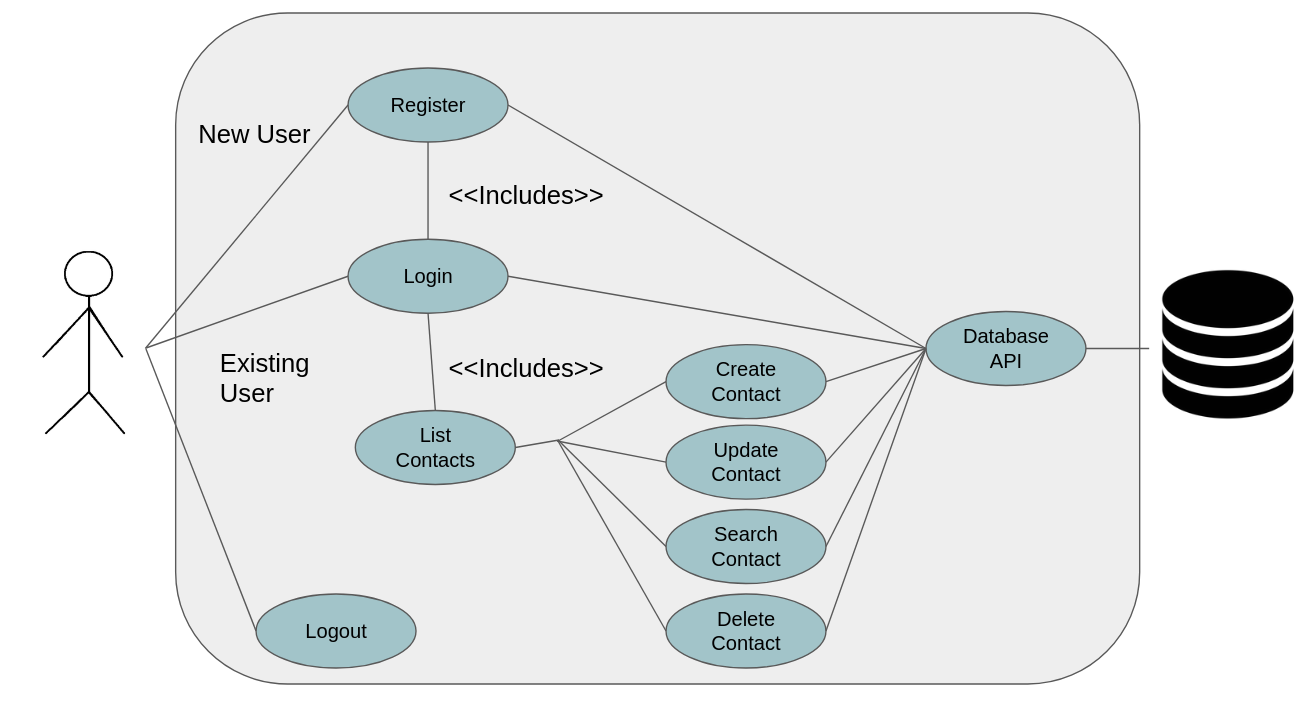 Register
New User
<<Includes>>
Login
Database
API
Existing
User
<<Includes>>
Create
Contact
List
Contacts
Update
Contact
Search
Contact
Logout
Delete
Contact